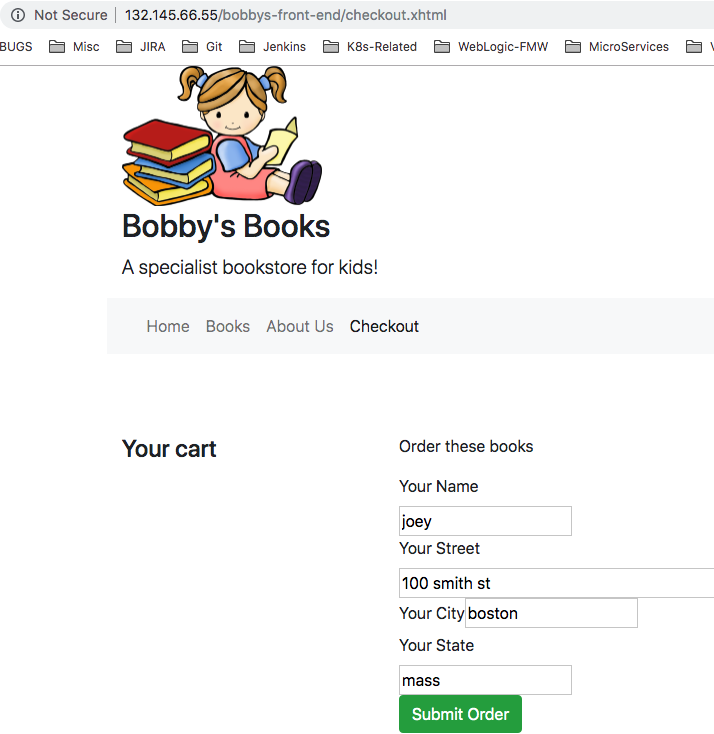 Not Secure | 132.145.66.55/bobbys-front-end/checkout.xhtml
BUGS Misc JIRA Git Jenkins K8s-Related WebLogic-FMW MicroServices V
Bobby's Books
A specialist bookstore for kids!
Home Books About Us Checkout
Your cart
Order these books
Your Name
joey
Your Street
100 smith st
Your City boston
Your State
mass
Submit Order